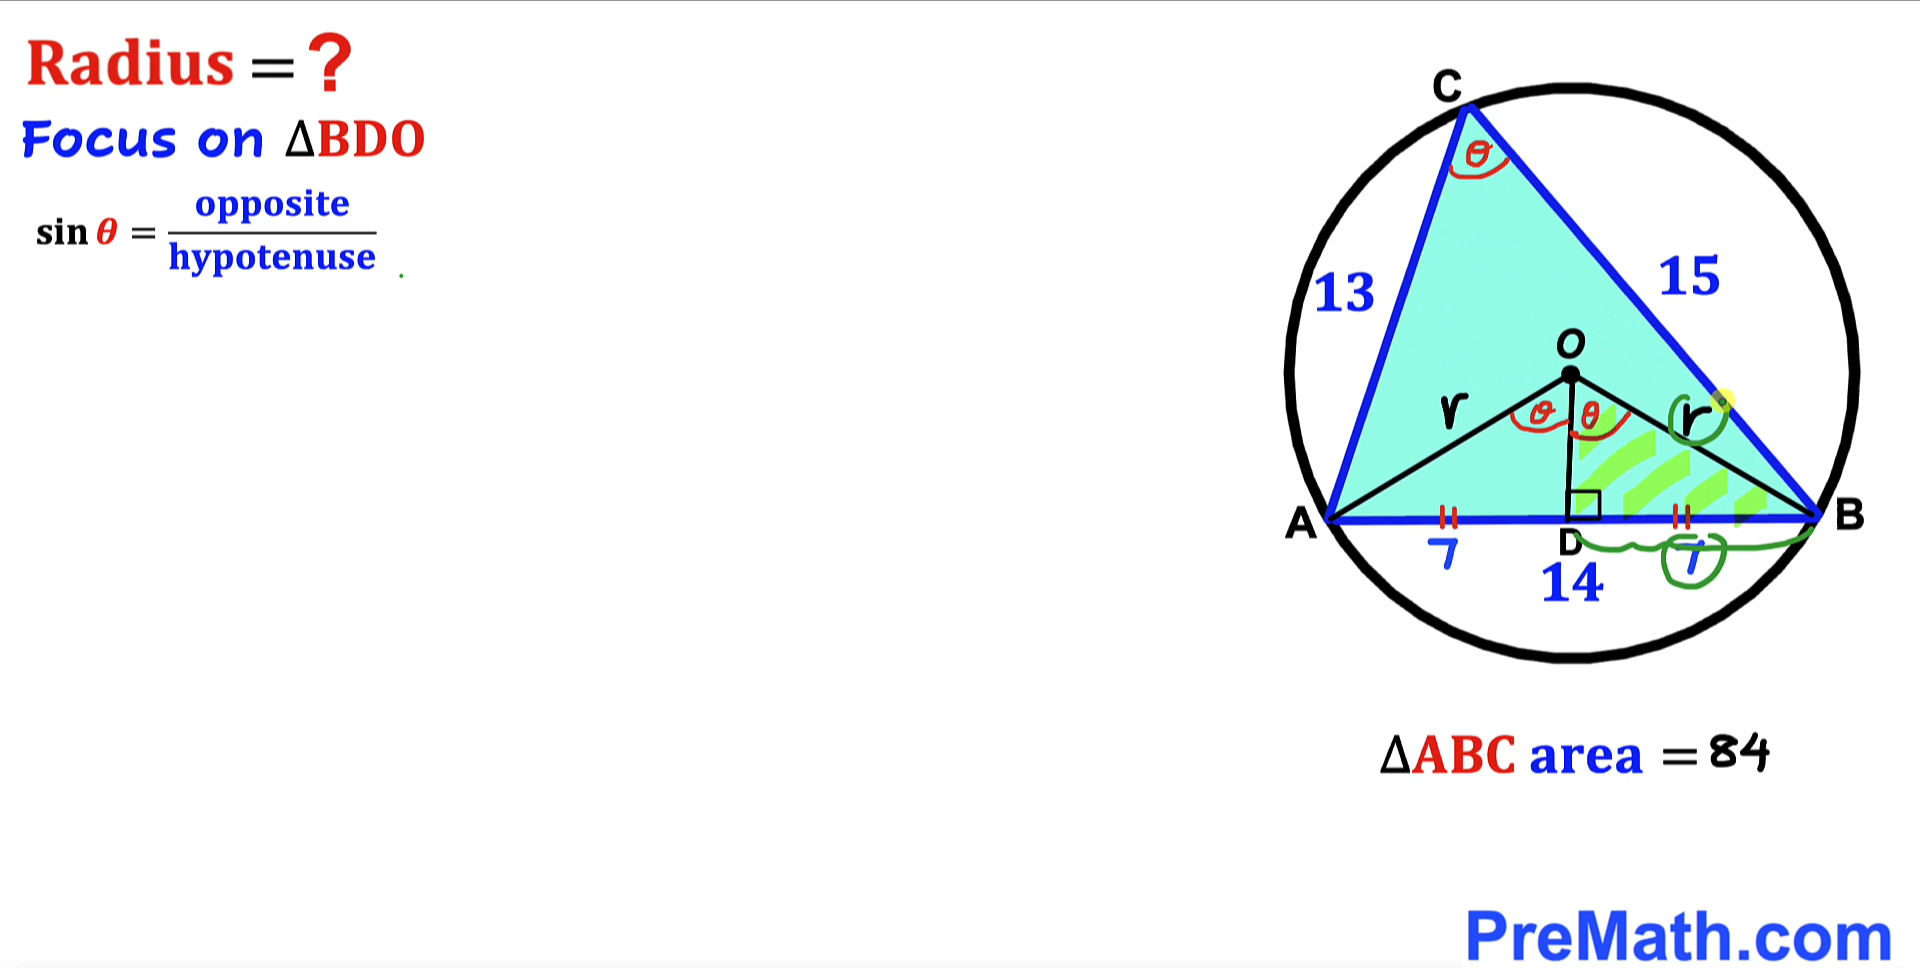 Radius = ?
Focus on ΔBDO
sin θ = opposite / hypotenuse
C
θ
13
15
O
r
θ
θ
r
A
B
7
D
7
14
ΔABC area = 84
PreMath.com